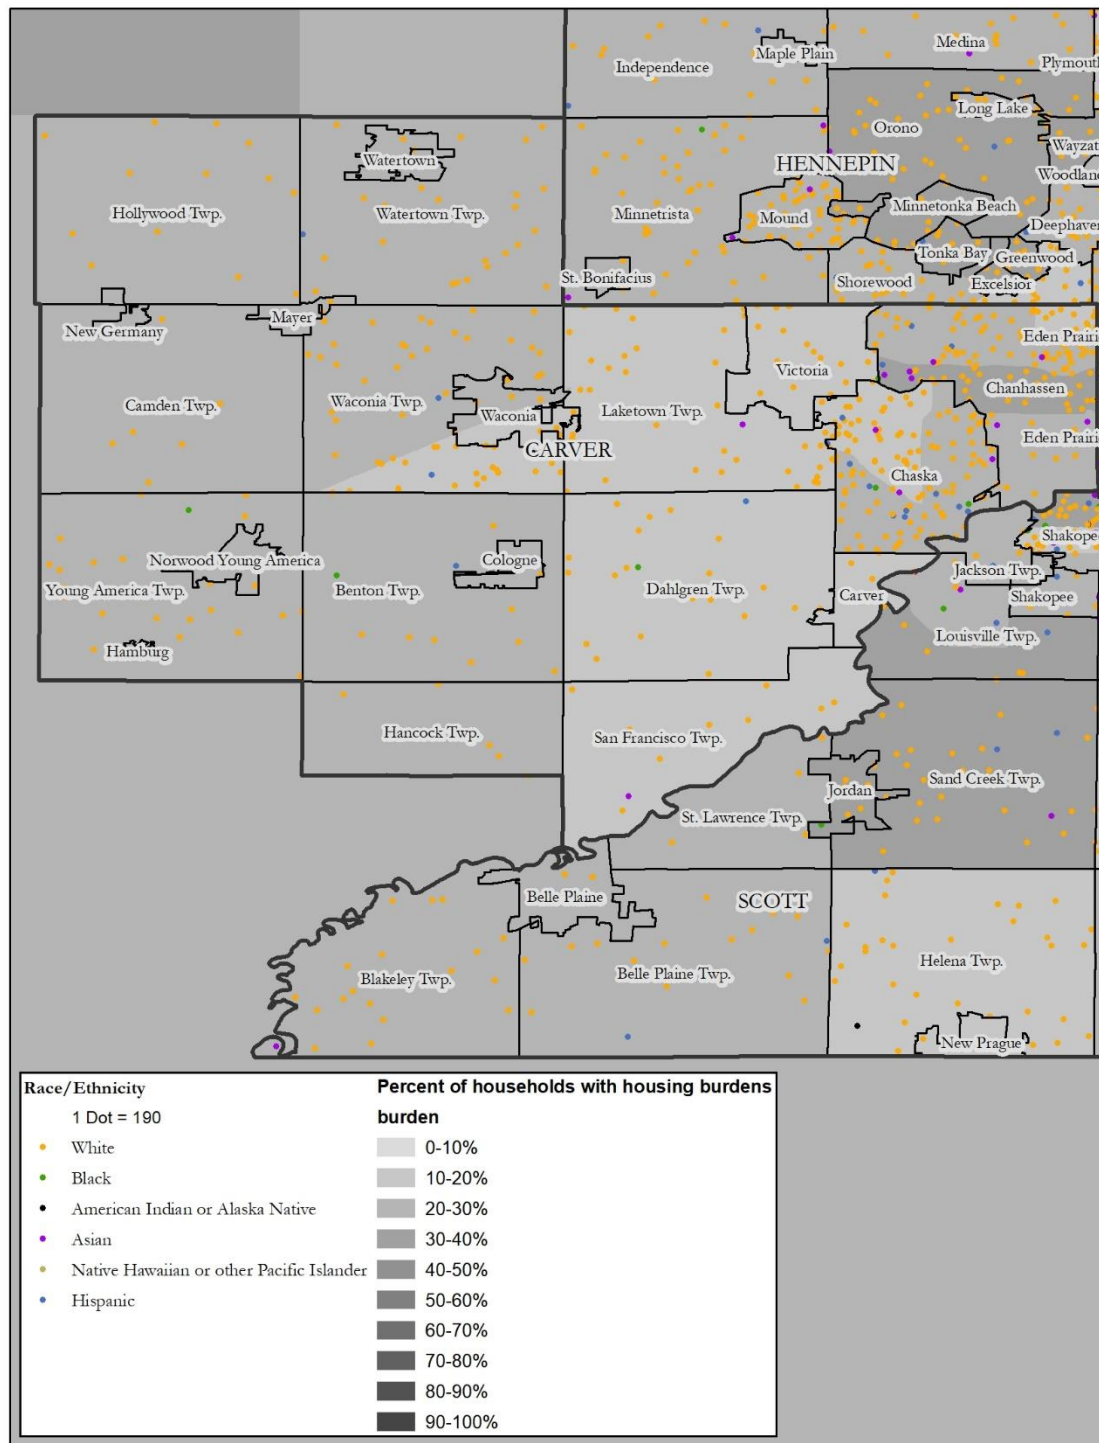 Maple Plain
Medina
Independence
Plymouth
Long Lake
Orono
Wayzat
Watertown
HENNEPIN
Woodland
Hollywood Twp.
Watertown Twp.
Minnetrista
Mound
Minnetonka Beach
Deephaven
Tonka Bay
Greenwood
St. Bonifacius
Shorewood
Excelsior
New Germany
Mayer
Eden Prairi
Victoria
Chanhassen
Camden Twp.
Waconia Twp.
Waconia
Laketown Twp.
Eden Prairi
CARVER
Chaska
Shakopee
Norwood Young America
Cologne
Jackson Twp.
Young America Twp.
Benton Twp.
Dahlgren Twp.
Carver
Shakopee
Louisville Twp.
Hamburg
Hancock Twp.
San Francisco Twp.
Sand Creek Twp.
Jordan
St. Lawrence Twp.
Belle Plaine
SCOTT
Blakeley Twp.
Belle Plaine Twp.
Helena Twp.
New Prague
Race/Ethnicity
1 Dot = 190
White
Black
American Indian or Alaska Native
Asian
Native Hawaiian or other Pacific Islander
Hispanic
Percent of households with housing burdens
burden
0-10%
10-20%
20-30%
30-40%
40-50%
50-60%
60-70%
70-80%
80-90%
90-100%